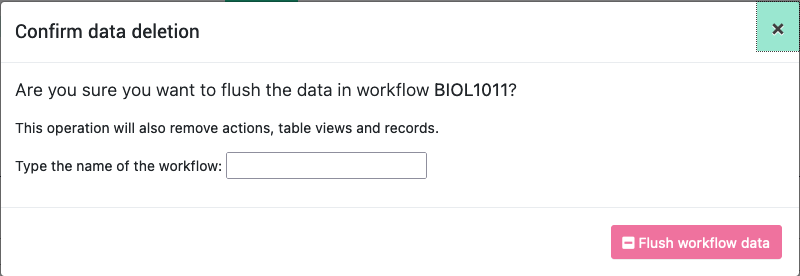 Confirm data deletion
×
Are you sure you want to flush the data in workflow BIOL1011?
This operation will also remove actions, table views and records.
Type the name of the workflow:
Flush workflow data